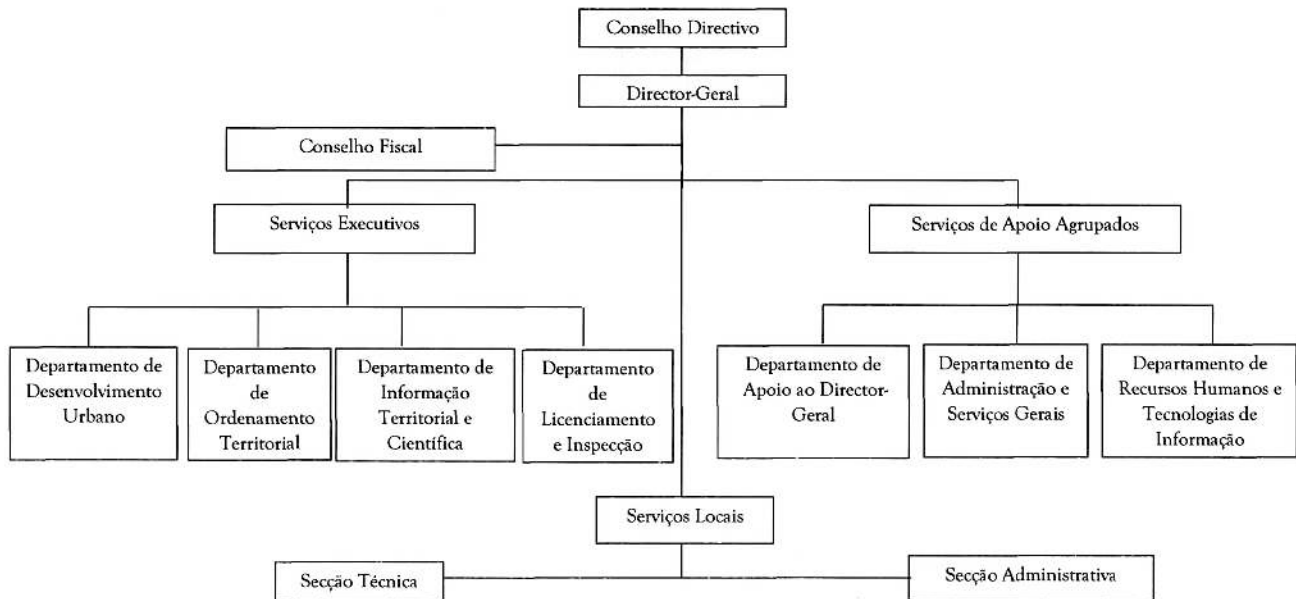 Conselho Directivo
Director-Geral
Conselho Fiscal
Serviços Executivos
Serviços de Apoio Agrupados
Departamento de
Desenvolvimento
Urbano
Departamento
de
Ordenamento
Territorial
Departamento de
Informação
Territorial e
Científica
Departamento
de
Licenciamento
e Inspecção
Departamento de
Apoio ao Director-
Geral
Departamento de
Administração e
Serviços Gerais
Departamento de
Recursos Humanos e
Tecnologias de
Informação
Serviços Locais
Secção Técnica
Secção Administrativa